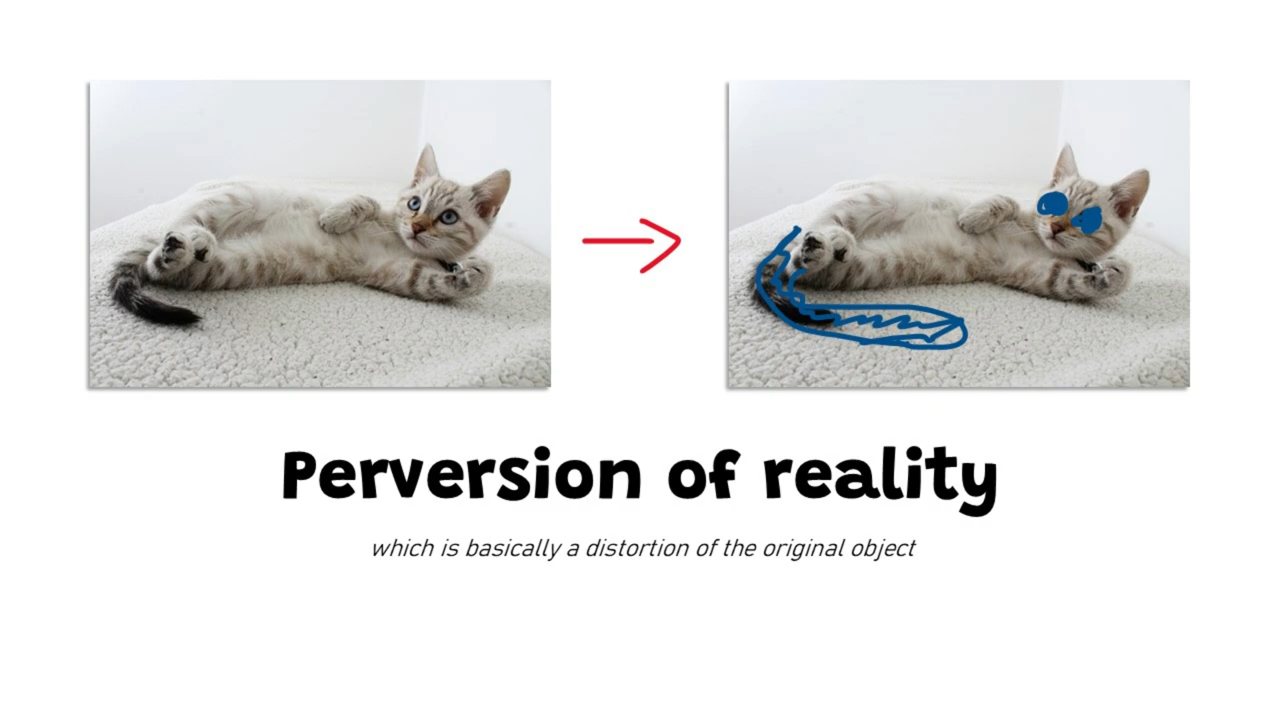 Perversion of reality
which is basically a distortion of the original object